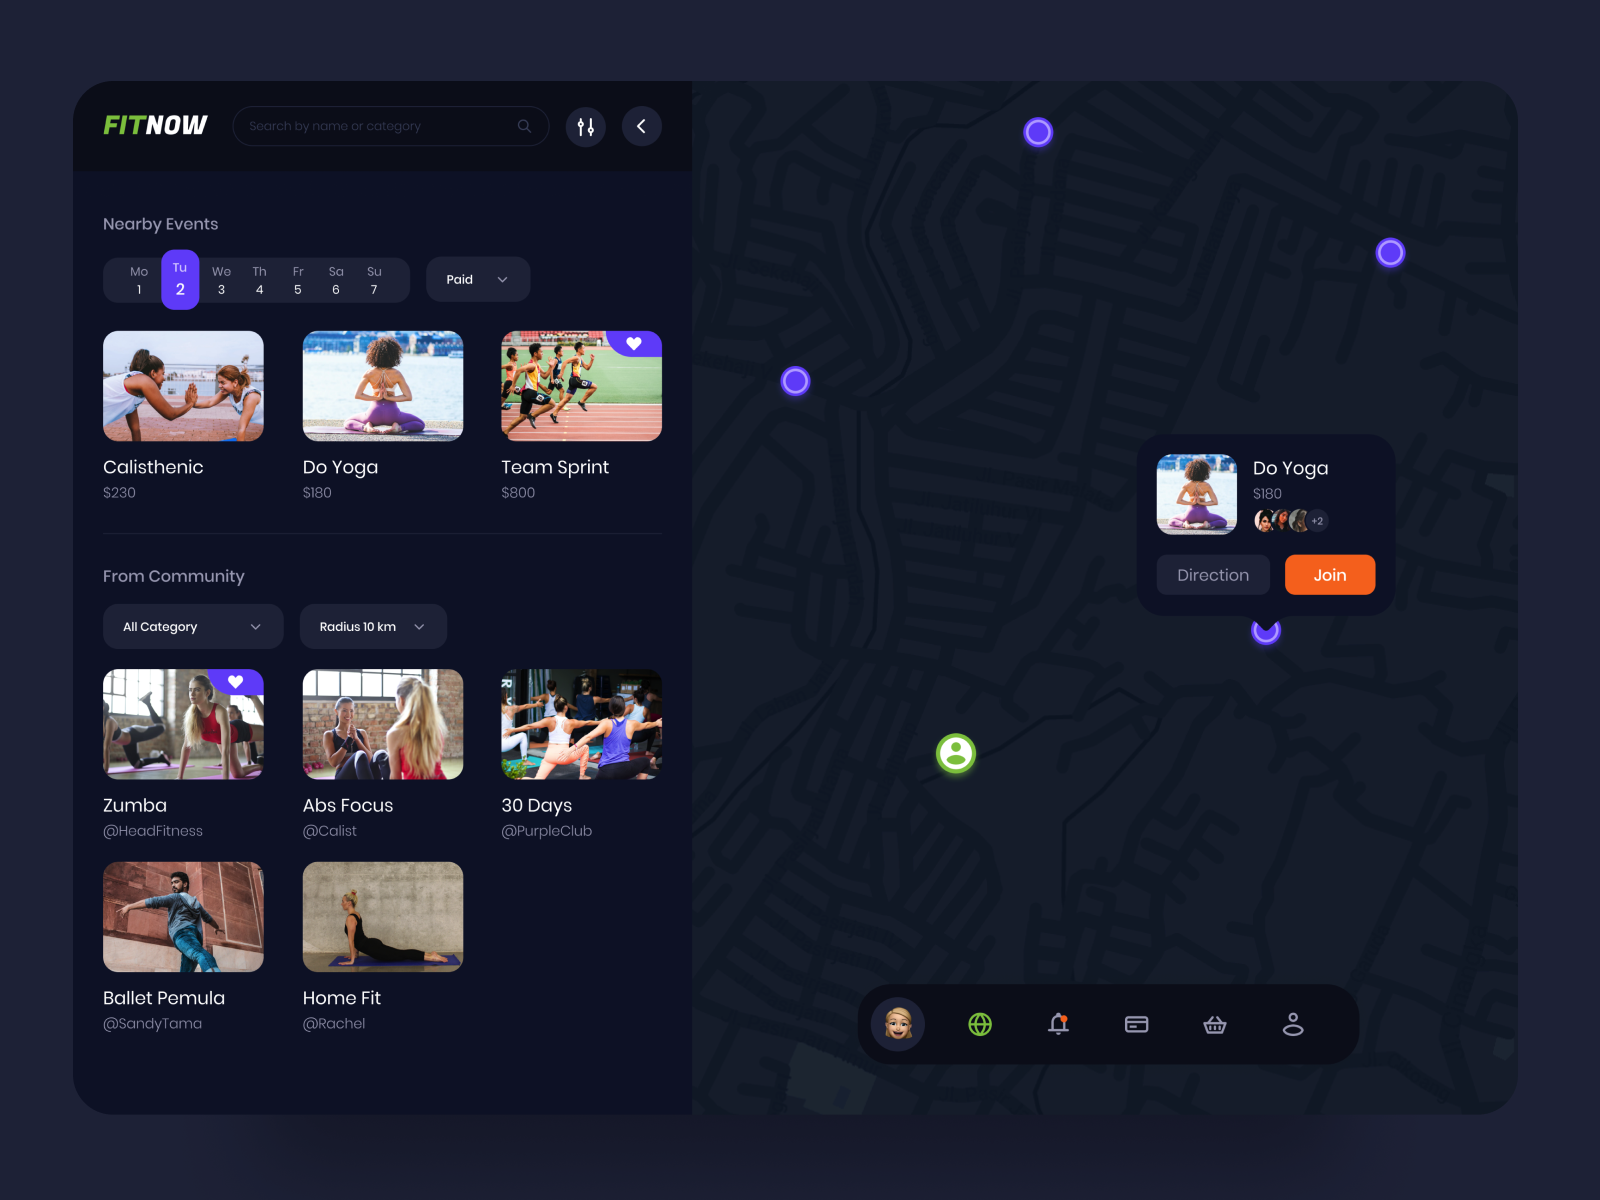 FITNOW
Search by name or category
Nearby Events
Mo Tu We Th Fr Sa Su
1 2 3 4 5 6 7
Paid
Calisthenic
$230
Do Yoga
$180
Team Sprint
$800
From Community
All Category
Radius 10 km
Zumba
@HeadFitness
Abs Focus
@Calist
30 Days
@PurpleClub
Ballet Pemula
@SandyTama
Home Fit
@Rachel
Do Yoga
$180
+2
Direction
Join